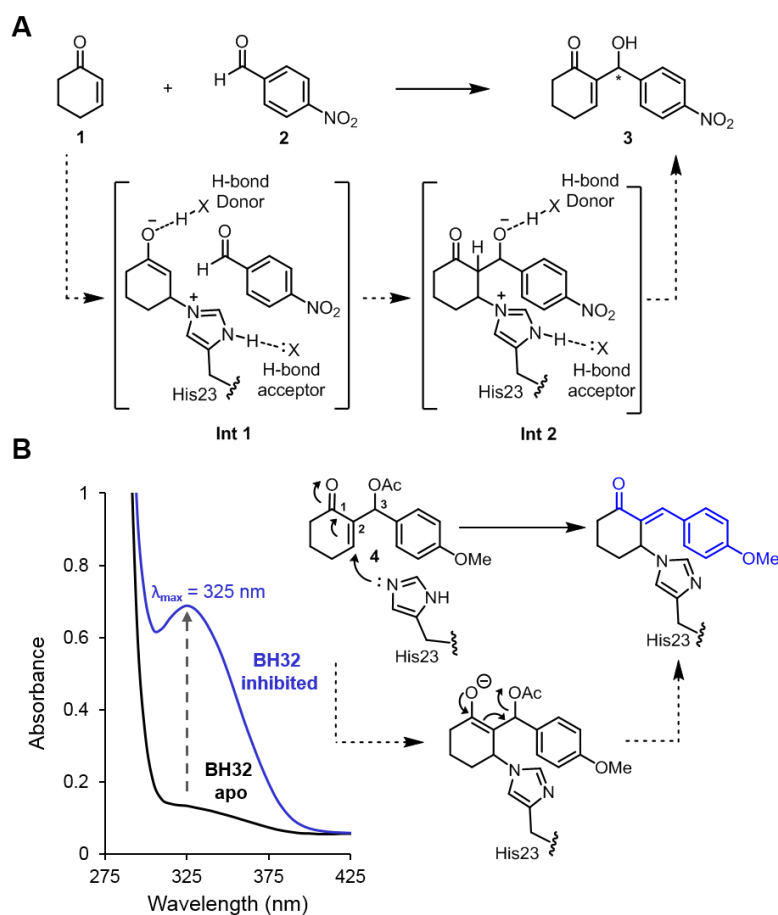 A
O
OH
O
O
H
*
+
NO2
NO2
1
2
3
H-bond
Donor
H-bond
Donor
X
H
X
H
O
−
O
O
−
O
H
H
NO2
NO2
+
N
N
H
:X
+
N
N
H
:X
H-bond
acceptor
H-bond
acceptor
His23
His23
Int 1
Int 2
B
1
0.8
0.6
0.4
0.2
0
Absorbance
λmax = 325 nm
BH32
inhibited
BH32
apo
275
325
375
425
Wavelength (nm)
O
OAc
1
3
2
4
OMe
:N
NH
His23
O
OMe
N
N
His23
O
⊖
OAc
OMe
N
N
His23